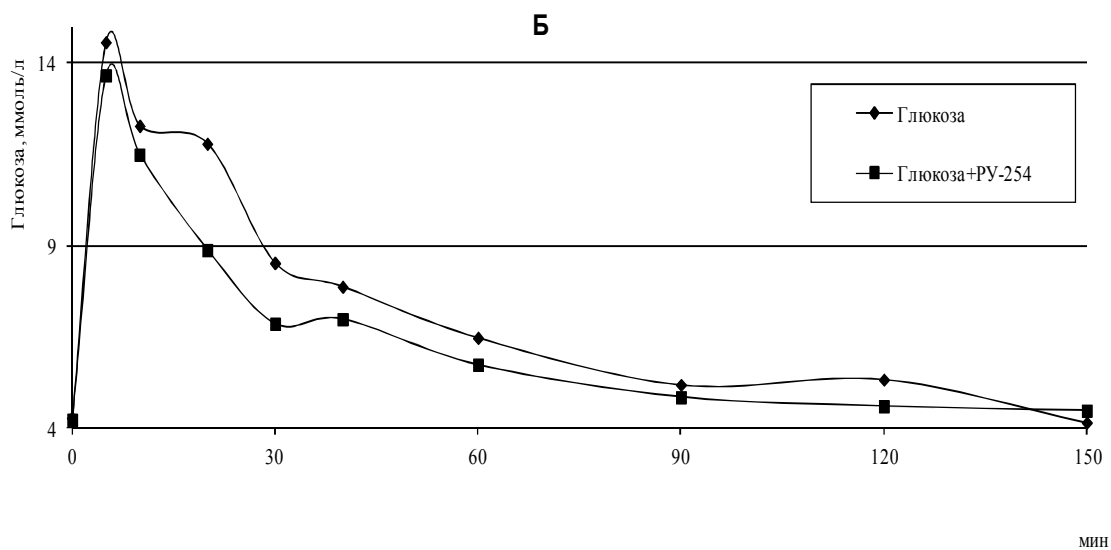 Б
Глюкоза, ммоль/л
14
9
4
Глюкоза
Глюкоза+РУ-254
0 30 60 90 120 150
мин